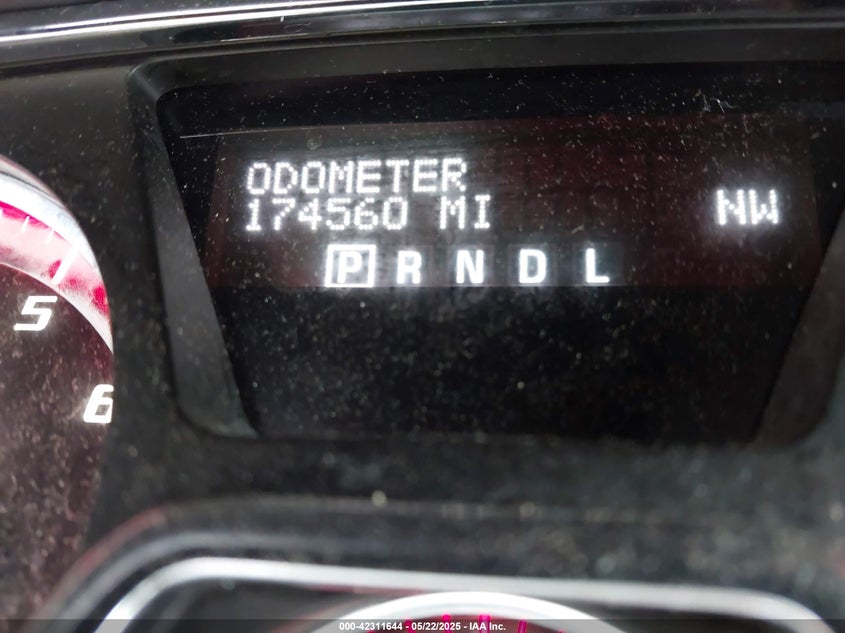 ODOMETER
174560 MI
NW
P R N D L
5
6
000-42311644 - 05/22/2025 - IAA Inc.